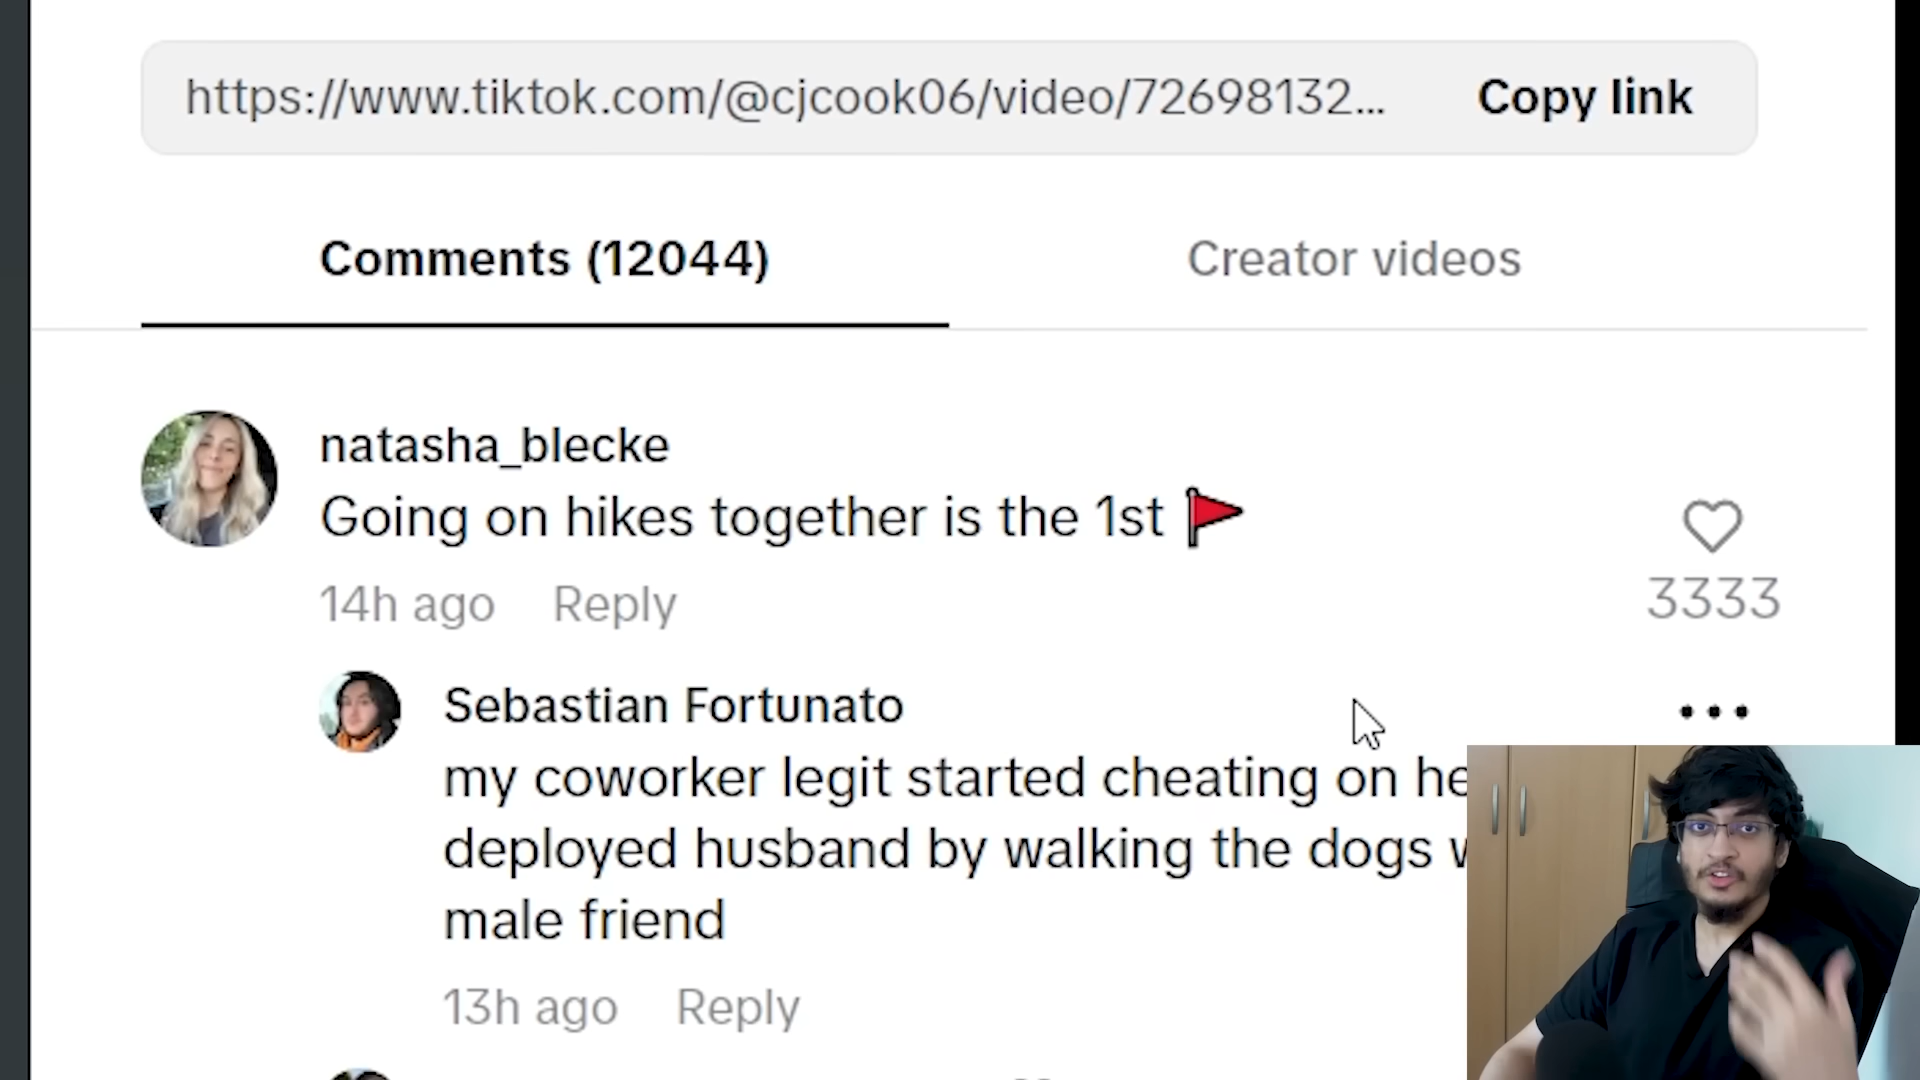 https://www.tiktok.com/@cjcook06/video/72698132...
Copy link
Comments (12044)
Creator videos
natasha_blecke
Going on hikes together is the 1st 🚩
14h ago
Reply
3333
Sebastian Fortunato
my coworker legit started cheating on
deployed husband by walking the dogs
male friend
13h ago
Reply